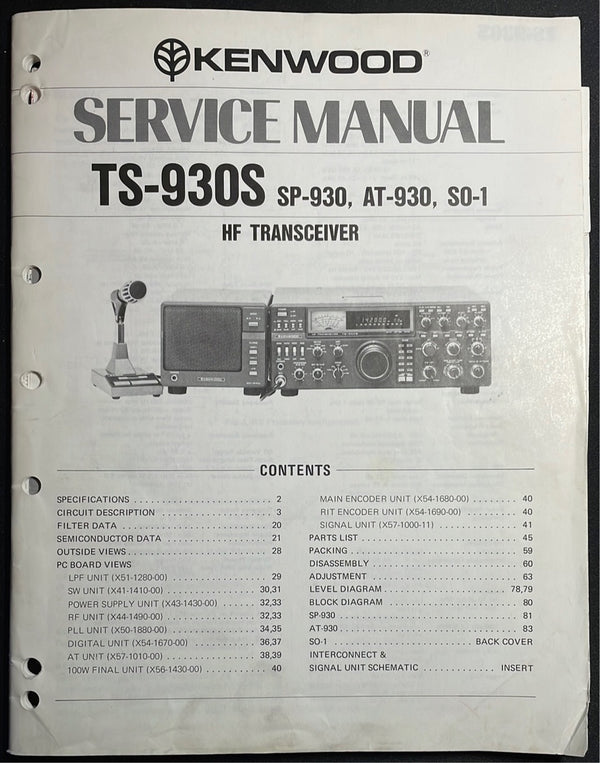 KENWOOD®
SERVICE MANUAL
TS-930S SP-930, AT-930, SO-1
HF TRANSCEIVER
CONTENTS
SPECIFICATIONS . . . . . . . . . . . . . . . . . . . 2
CIRCUIT DESCRIPTION . . . . . . . . . . . . . . . . 3
FILTER DATA . . . . . . . . . . . . . . . . . . . . 20
SEMICONDUCTOR DATA . . . . . . . . . . . . . . . 21
OUTSIDE VIEWS . . . . . . . . . . . . . . . . . . . 28
PC BOARD VIEWS
LPF UNIT (X51-1280-00) . . . . . . . . . . . . . . 29
SW UNIT (X41-1410-00) . . . . . . . . . . . . . 30,31
POWER SUPPLY UNIT (X43-1430-00) . . . . . 32,33
RF UNIT (X44-1490-00) . . . . . . . . . . . . . 32,33
PLL UNIT (X50-1880-00) . . . . . . . . . . . . 34,35
DIGITAL UNIT (X54-1670-00) . . . . . . . . . 36,37
AT UNIT (X57-1010-00) . . . . . . . . . . . . . 38,39
100W FINAL UNIT (X56-1430-00) . . . . . . . . . 40
MAIN ENCODER UNIT (X54-1680-00) . . . . . . . . 40
RIT ENCODER UNIT (X54-1690-00) . . . . . . . . . 40
SIGNAL UNIT (X57-1000-11) . . . . . . . . . . . . 41
PARTS LIST . . . . . . . . . . . . . . . . . . . . . 45
PACKING . . . . . . . . . . . . . . . . . . . . . . 59
DISASSEMBLY . . . . . . . . . . . . . . . . . . . . 60
ADJUSTMENT . . . . . . . . . . . . . . . . . . . . 63
LEVEL DIAGRAM . . . . . . . . . . . . . . . . . 78,79
BLOCK DIAGRAM . . . . . . . . . . . . . . . . . . 80
SP-930 . . . . . . . . . . . . . . . . . . . . . . . 81
AT-930 . . . . . . . . . . . . . . . . . . . . . . . 83
SO-1 . . . . . . . . . . . . . . . . . . BACK COVER
INTERCONNECT &
SIGNAL UNIT SCHEMATIC . . . . . . . . . . . . INSERT